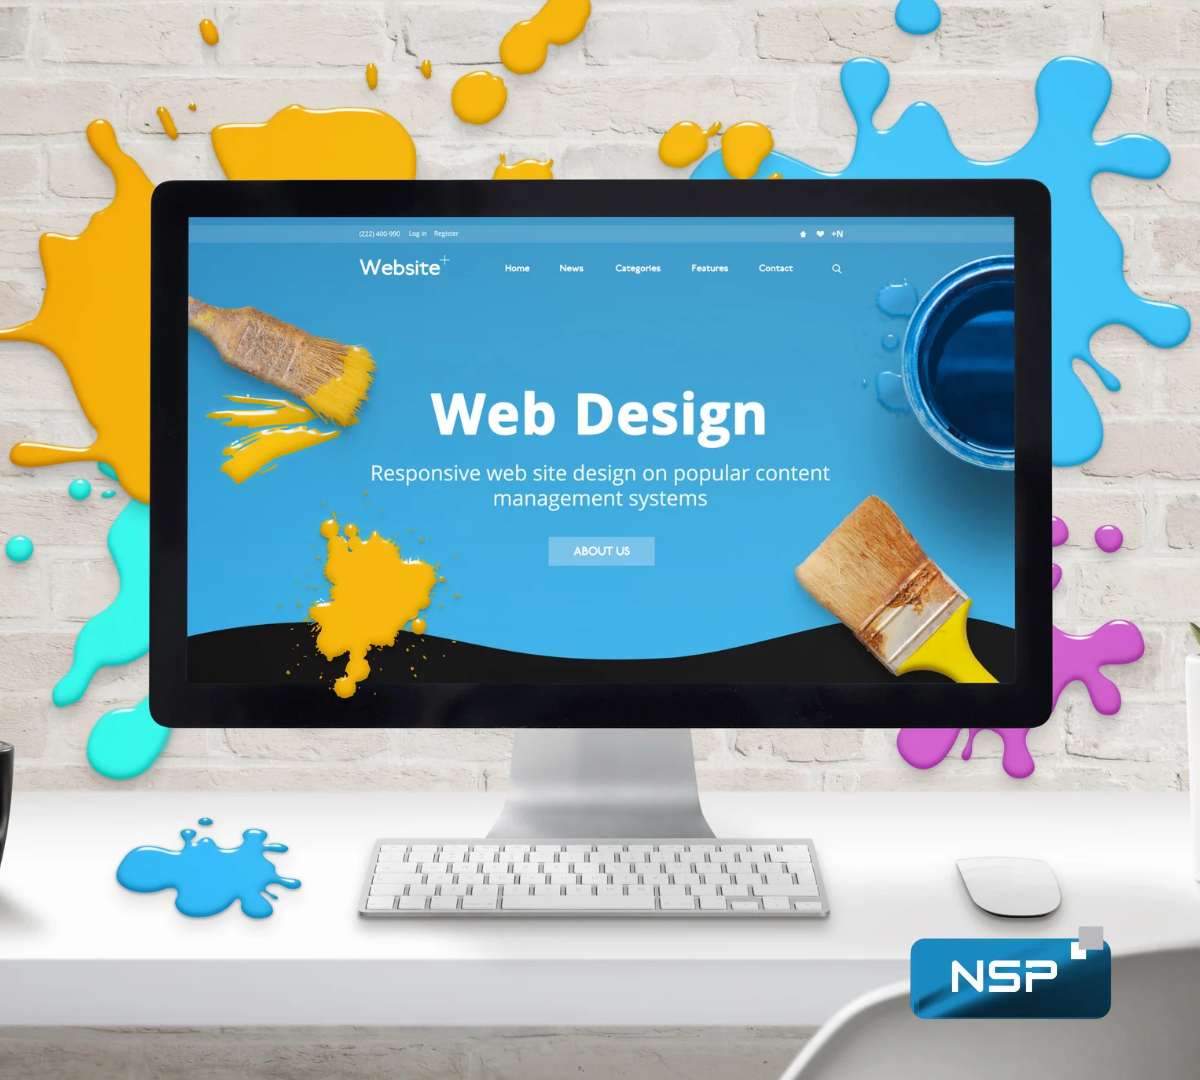 (222) 400-990 Log in Register
+N
Website+
Home News Categories Features Contact
Web Design
Responsive web site design on popular content
management systems
ABOUT US
NSP